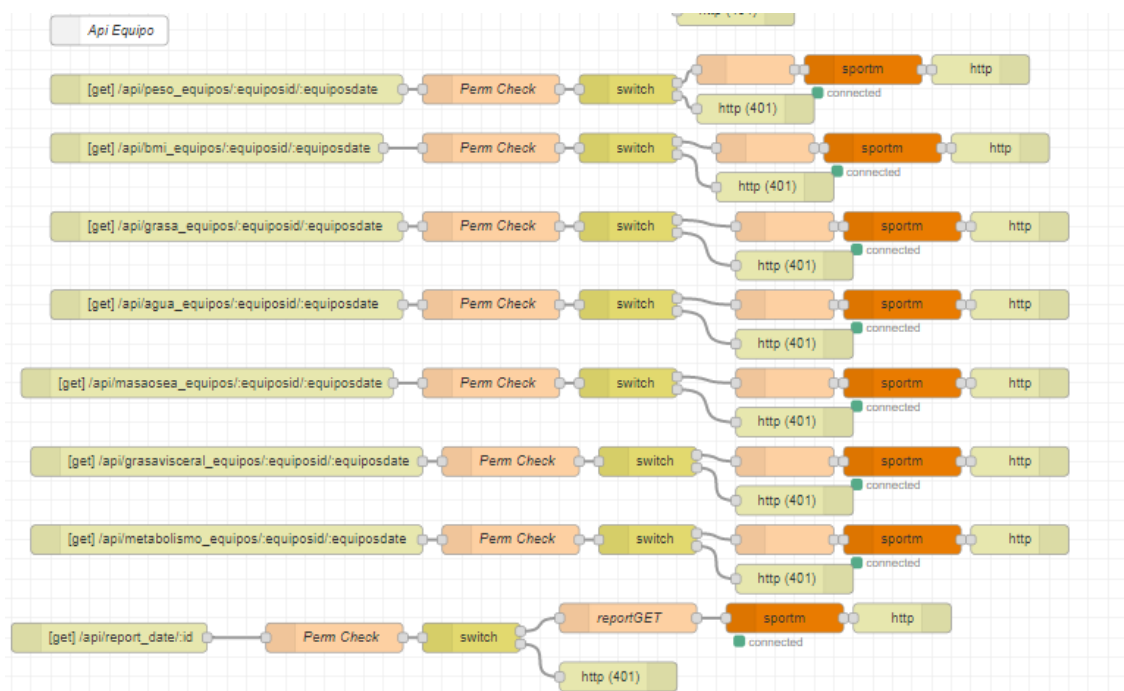 http (401)
Api Equipo
[get] /api/peso_equipos/:equiposid/:equiposdate Perm Check switch sportm http
connected
http (401)
[get] /api/bmi_equipos/:equiposid/:equiposdate Perm Check switch sportm http
connected
http (401)
[get] /api/grasa_equipos/:equiposid/:equiposdate Perm Check switch sportm http
connected
http (401)
[get] /api/agua_equipos/:equiposid/:equiposdate Perm Check switch sportm http
connected
http (401)
[get] /api/masaosea_equipos/:equiposid/:equiposdate Perm Check switch sportm http
connected
http (401)
[get] /api/grasavisceral_equipos/:equiposid/:equiposdate Perm Check switch sportm http
connected
http (401)
[get] /api/metabolismo_equipos/:equiposid/:equiposdate Perm Check switch sportm http
connected
http (401)
[get] /api/report_date/:id Perm Check switch reportGET sportm http
connected
http (401)